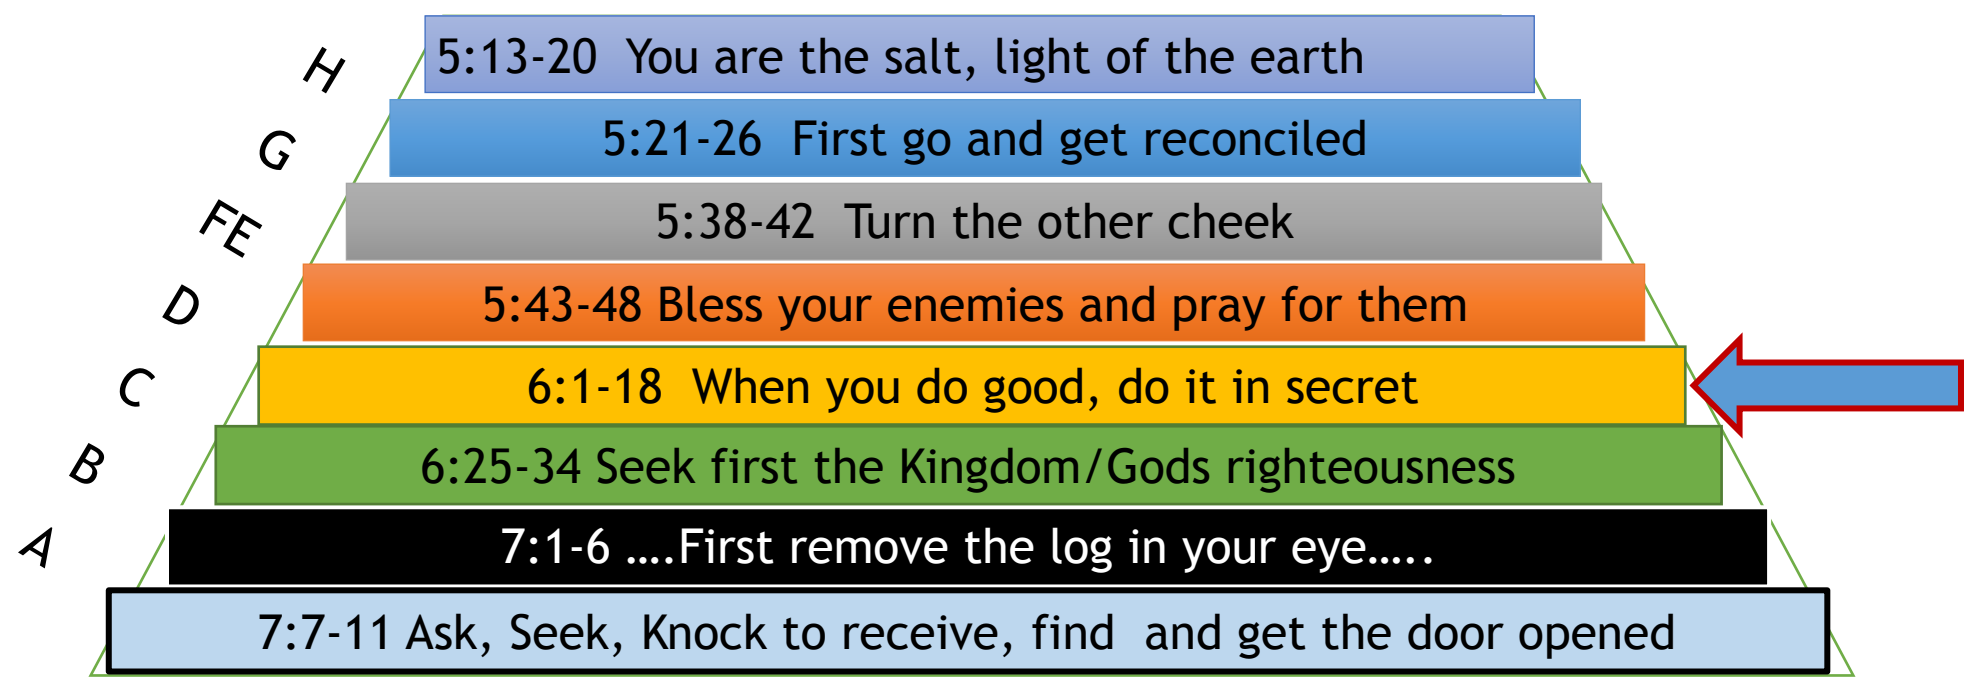 H
5:13-20 You are the salt, light of the earth
G
5:21-26 First go and get reconciled
FE
5:38-42 Turn the other cheek
D
5:43-48 Bless your enemies and pray for them
C
6:1-18 When you do good, do it in secret
B
6:25-34 Seek first the Kingdom/Gods righteousness
A
7:1-6 ….First remove the log in your eye…..
7:7-11 Ask, Seek, Knock to receive, find and get the door opened